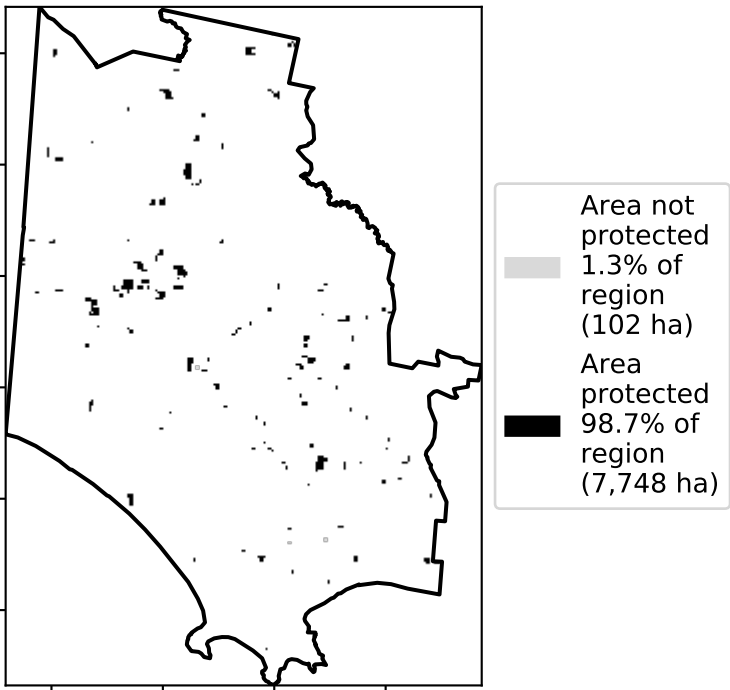 Area not
protected
1.3% of
region
(102 ha)
Area
protected
98.7% of
region
(7,748 ha)